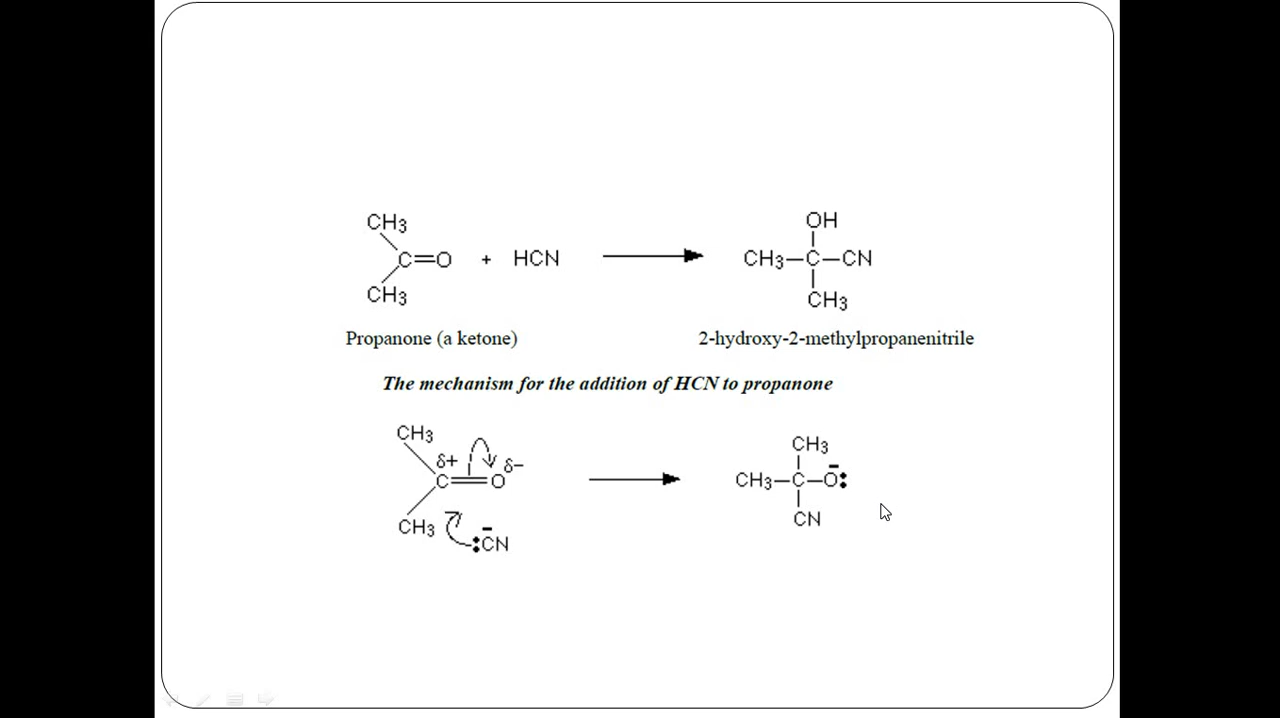 CH3
C=O + HCN
CH3
OH
CH3–C–CN
CH3
Propanone (a ketone)
2-hydroxy-2-methylpropanenitrile
The mechanism for the addition of HCN to propanone
CH3
δ+ δ−
C=O
CH3
:C̄N
CH3
CH3–C–Ō:
CN